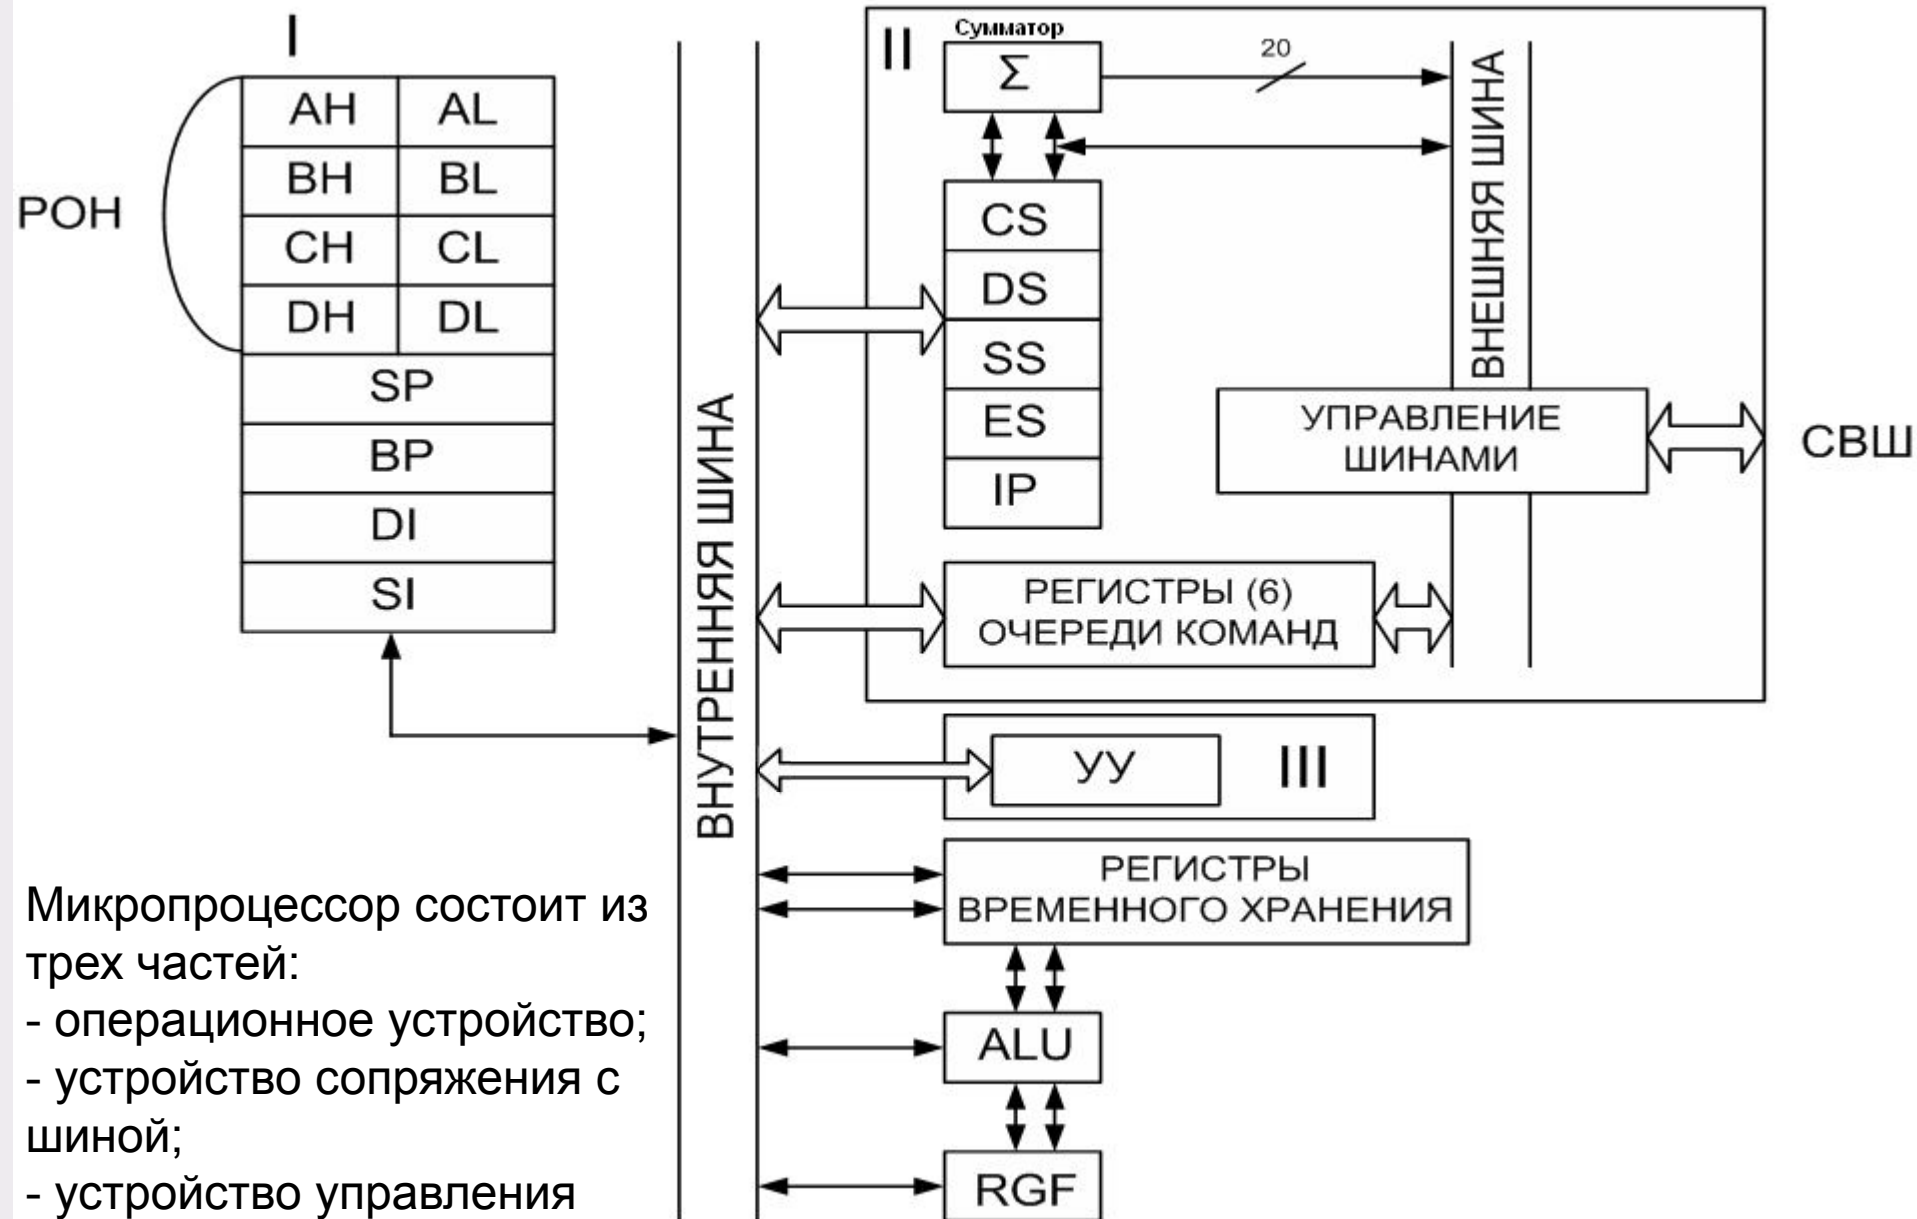 I
РОН
AH AL
BH BL
CH CL
DH DL
SP
BP
DI
SI
ВНУТРЕННЯЯ ШИНА
II
Сумматор
Σ
20
CS
DS
SS
ES
IP
ВНЕШНЯЯ ШИНА
УПРАВЛЕНИЕ
ШИНАМИ
СВШ
РЕГИСТРЫ (6)
ОЧЕРЕДИ КОМАНД
УУ
III
РЕГИСТРЫ
ВРЕМЕННОГО ХРАНЕНИЯ
ALU
RGF
Микропроцессор состоит из
трех частей:
- операционное устройство;
- устройство сопряжения с
шиной;
- устройство управления